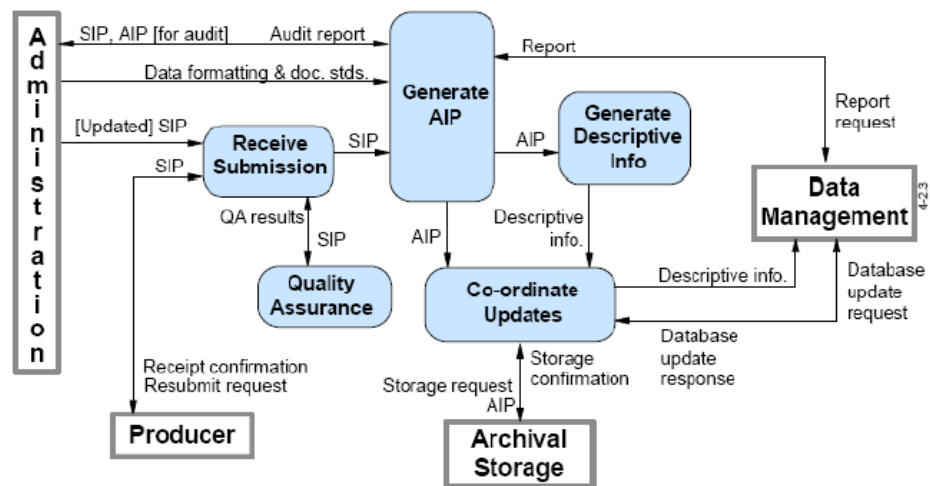 Administration
SIP, AIP [for audit]
Audit report
Data formatting & doc. stds.
[Updated] SIP
SIP
Receive
Submission
SIP
Generate
AIP
Report
AIP
Generate
Descriptive
Info
Report
request
Data
Management
4-2.3
QA results
SIP
Quality
Assurance
AIP
Descriptive
info.
Co-ordinate
Updates
Descriptive info.
Database
update
request
Database
update
response
Receipt confirmation
Resubmit request
Producer
Storage request
AIP
Storage
confirmation
Archival
Storage